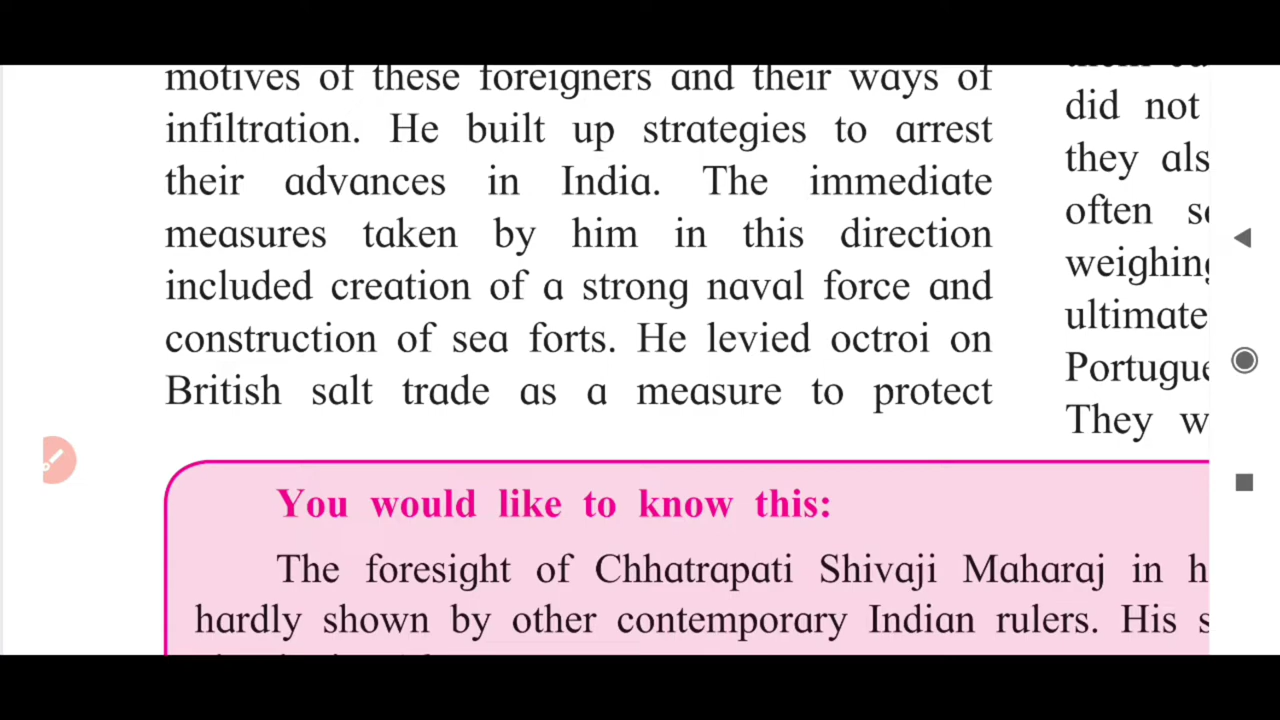 motives of these foreigners and their ways of
infiltration. He built up strategies to arrest
their advances in India. The immediate
measures taken by him in this direction
included creation of a strong naval force and
construction of sea forts. He levied octroi on
British salt trade as a measure to protect
did not
they als
often s
weighing
ultimate
Portugue
They w
You would like to know this:
The foresight of Chhatrapati Shivaji Maharaj in h
hardly shown by other contemporary Indian rulers. His s